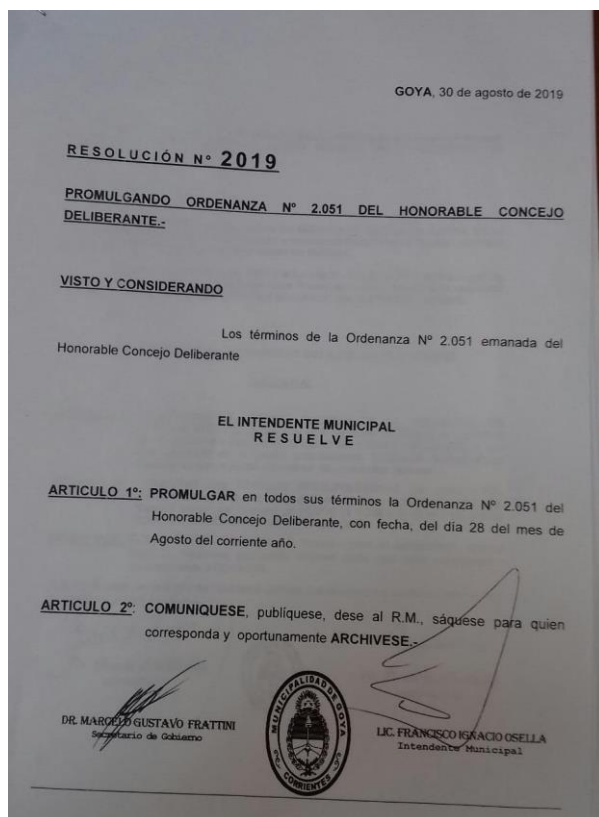 GOYA, 30 de agosto de 2019
RESOLUCIÓN Nº 2019
PROMULGANDO ORDENANZA Nº 2.051 DEL HONORABLE CONCEJO
DELIBERANTE.-
VISTO Y CONSIDERANDO
Los términos de la Ordenanza Nº 2.051 emanada del
Honorable Concejo Deliberante
EL INTENDENTE MUNICIPAL
RESUELVE
ARTICULO 1º: PROMULGAR en todos sus términos la Ordenanza Nº 2.051 del
Honorable Concejo Deliberante, con fecha, del día 28 del mes de
Agosto del corriente año.
ARTICULO 2º: COMUNIQUESE, publíquese, dese al R.M., sáquese para quien
corresponda y oportunamente ARCHIVESE.-
DR. MARCELO GUSTAVO FRATTINI
Secretario de Gobierno
MUNICIPALIDAD DE GOYA
CORRIENTES
LIC. FRANCISCO IGNACIO OSELLA
Intendente Municipal